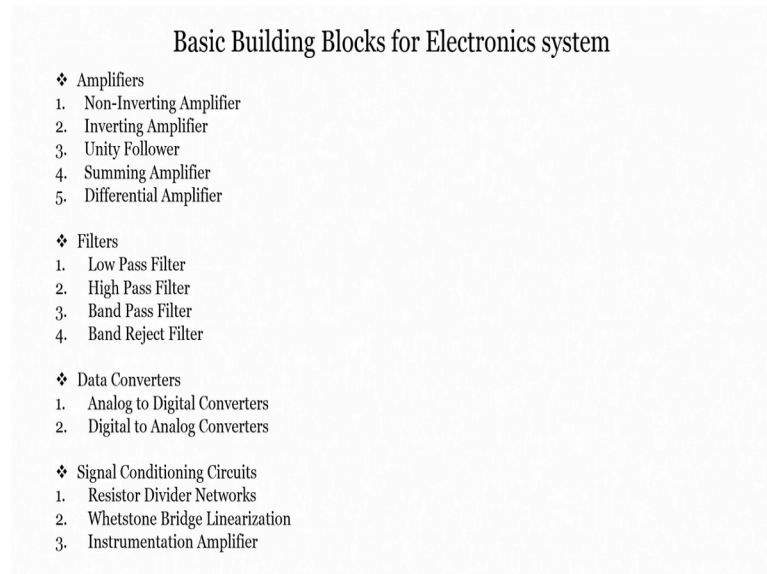 Basic Building Blocks for Electronics system
❖ Amplifiers
1. Non-Inverting Amplifier
2. Inverting Amplifier
3. Unity Follower
4. Summing Amplifier
5. Differential Amplifier
❖ Filters
1. Low Pass Filter
2. High Pass Filter
3. Band Pass Filter
4. Band Reject Filter
❖ Data Converters
1. Analog to Digital Converters
2. Digital to Analog Converters
❖ Signal Conditioning Circuits
1. Resistor Divider Networks
2. Whetstone Bridge Linearization
3. Instrumentation Amplifier